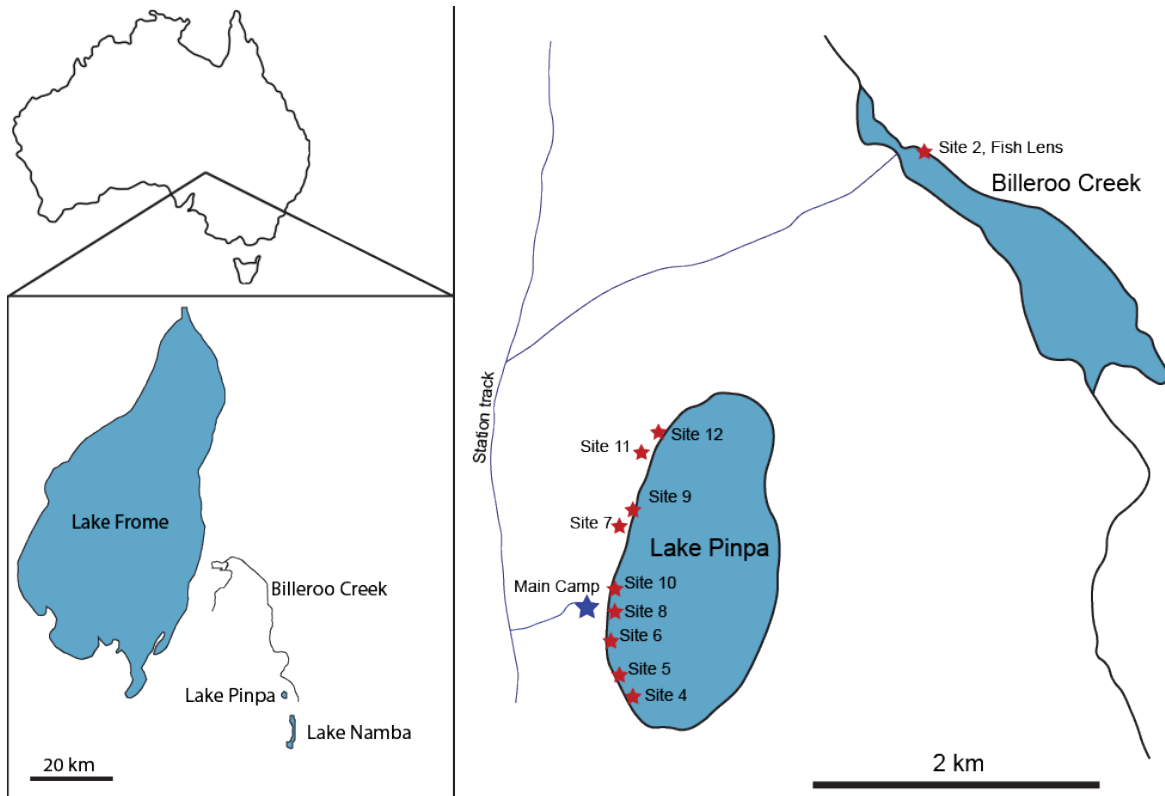 Lake Frome
Billeroo Creek
Lake Pinpa
Lake Namba
20 km
Site 2, Fish Lens
Billeroo Creek
Station track
Site 12
Site 11
Site 9
Site 7
Lake Pinpa
Main Camp
Site 10
Site 8
Site 6
Site 5
Site 4
2 km